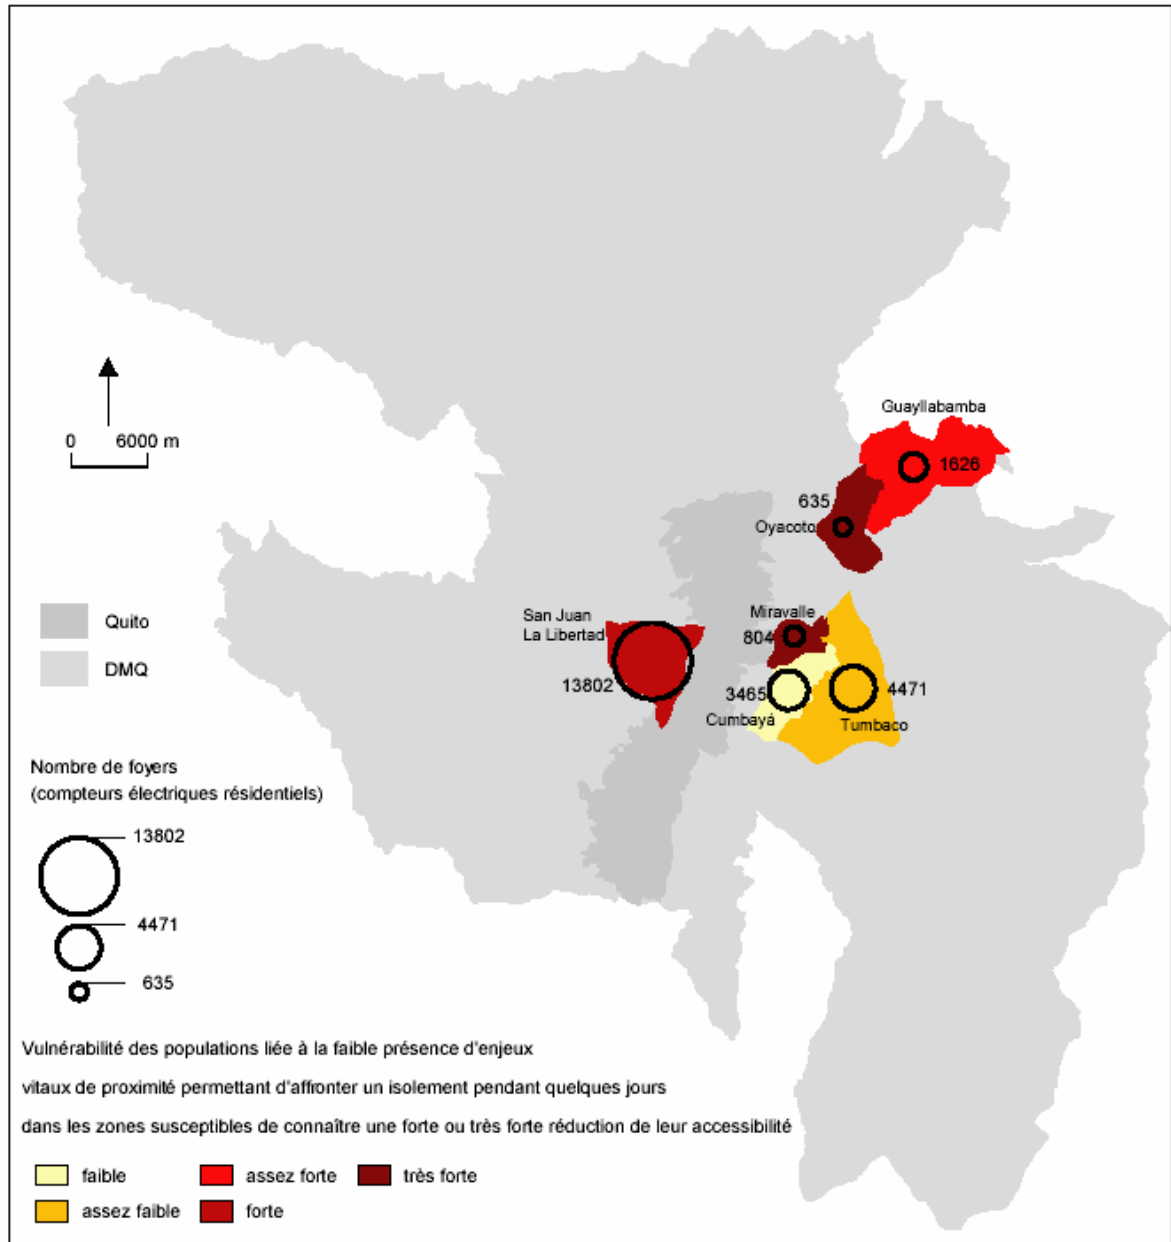 Guayllabamba
0 6000 m
1626
635
Oyacoto
San Juan
La Libertad
Miravalle
804
13802
3465
4471
Cumbayá
Tumbaco
Quito
DMQ
Nombre de foyers
(compteurs électriques résidentiels)
13802
4471
635
Vulnérabilité des populations liée à la faible présence d'enjeux
vitaux de proximité permettant d'affronter un isolement pendant quelques jours
dans les zones susceptibles de connaître une forte ou très forte réduction de leur accessibilité
faible assez forte très forte
assez faible forte